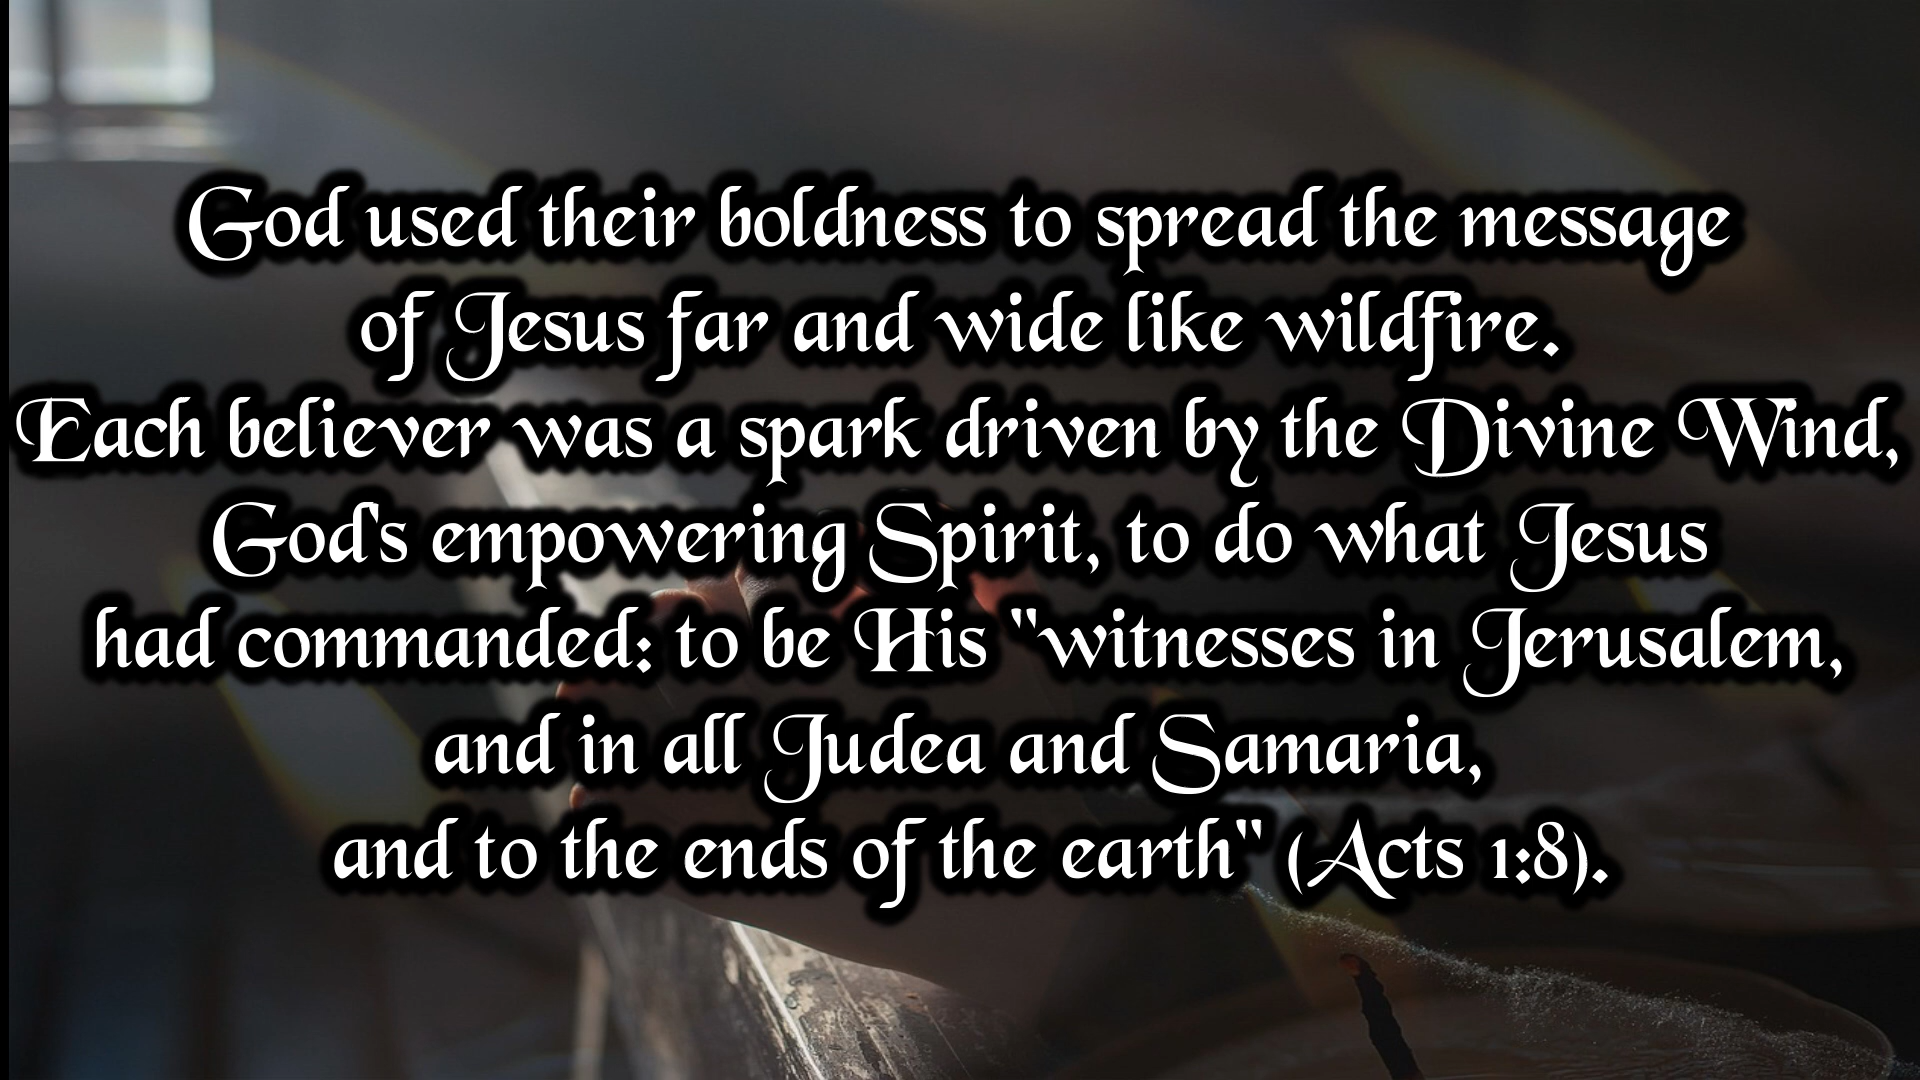 God used their boldness to spread the message
of Jesus far and wide like wildfire.
Each believer was a spark driven by the Divine Wind,
God's empowering Spirit, to do what Jesus
had commanded: to be His "witnesses in Jerusalem,
and in all Judea and Samaria,
and to the ends of the earth" (Acts 1:8).